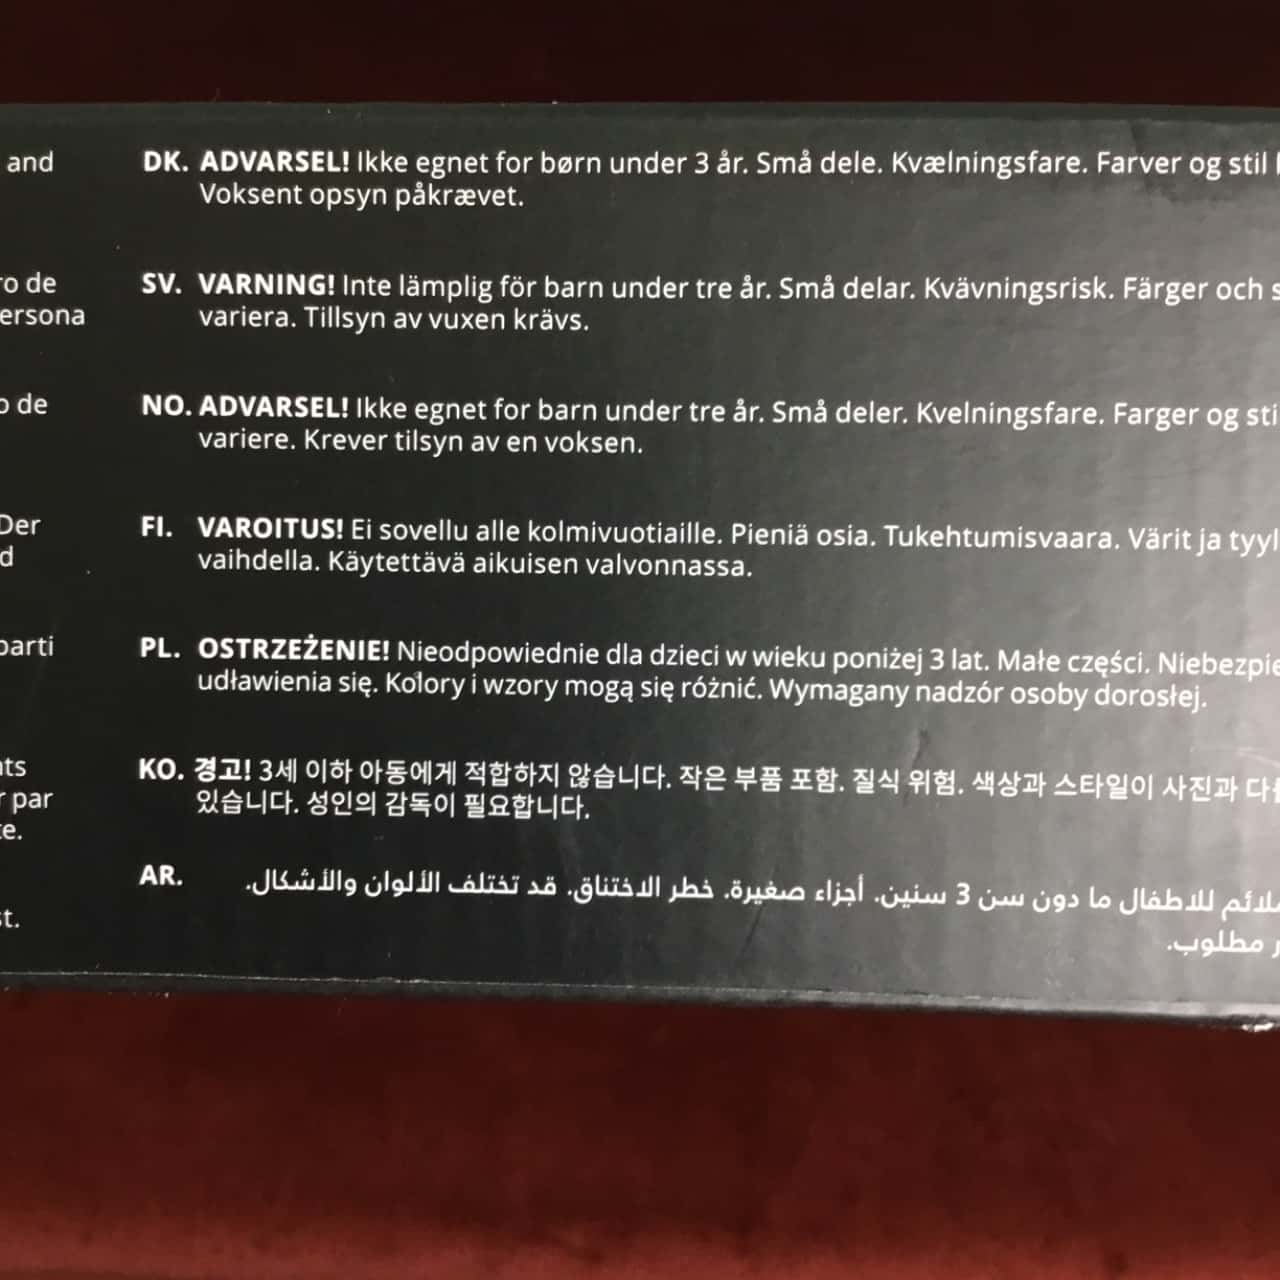 and
ro de
ersona
o de
Der
d
parti
nts
r par
te.
st.
DK. ADVARSEL! Ikke egnet for børn under 3 år. Små dele. Kvælningsfare. Farver og stil
Voksent opsyn påkrævet.
SV. VARNING! Inte lämplig för barn under tre år. Små delar. Kvävningsrisk. Färger och s
variera. Tillsyn av vuxen krävs.
NO. ADVARSEL! Ikke egnet for barn under tre år. Små deler. Kvelningsfare. Farger og sti
variere. Krever tilsyn av en voksen.
FI. VAROITUS! Ei sovellu alle kolmivuotiaille. Pieniä osia. Tukehtumisvaara. Värit ja tyyl
vaihdella. Käytettävä aikuisen valvonnassa.
PL. OSTRZEŻENIE! Nieodpowiednie dla dzieci w wieku poniżej 3 lat. Małe części. Niebezpie
udławienia się. Kolory i wzory mogą się różnić. Wymagany nadzór osoby dorosłej.
KO. 경고! 3세 이하 아동에게 적합하지 않습니다. 작은 부품 포함. 질식 위험. 색상과 스타일이 사진과 다를
있습니다. 성인의 감독이 필요합니다.
AR. ملائم للاطفال ما دون سن 3 سنين. أجزاء صغيرة. خطر الاختناق. قد تختلف الألوان والأشكال.
ر مطلوب.